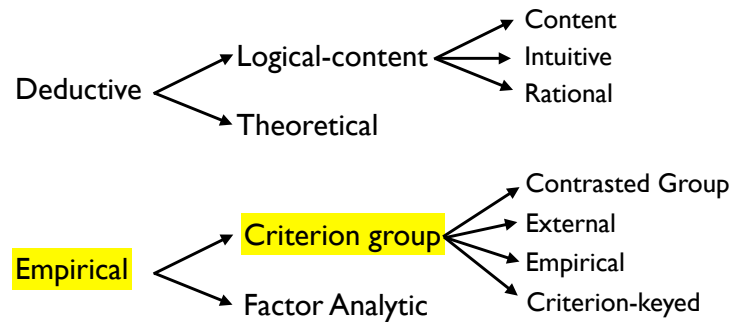 Deductive
Logical-content
Theoretical
Content
Intuitive
Rational
Empirical
Criterion group
Factor Analytic
Contrasted Group
External
Empirical
Criterion-keyed